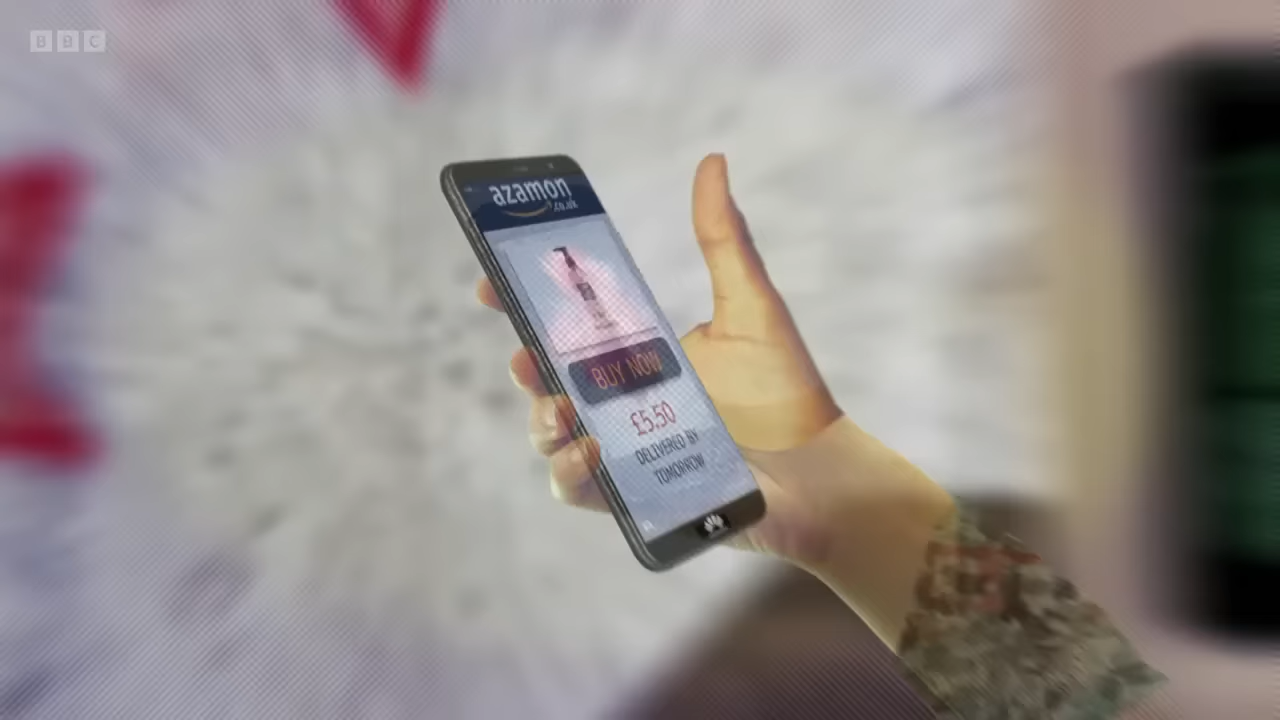 BBC
azamon
.co.uk
BUY NOW
£5.50
DELIVERED BY
TOMORROW